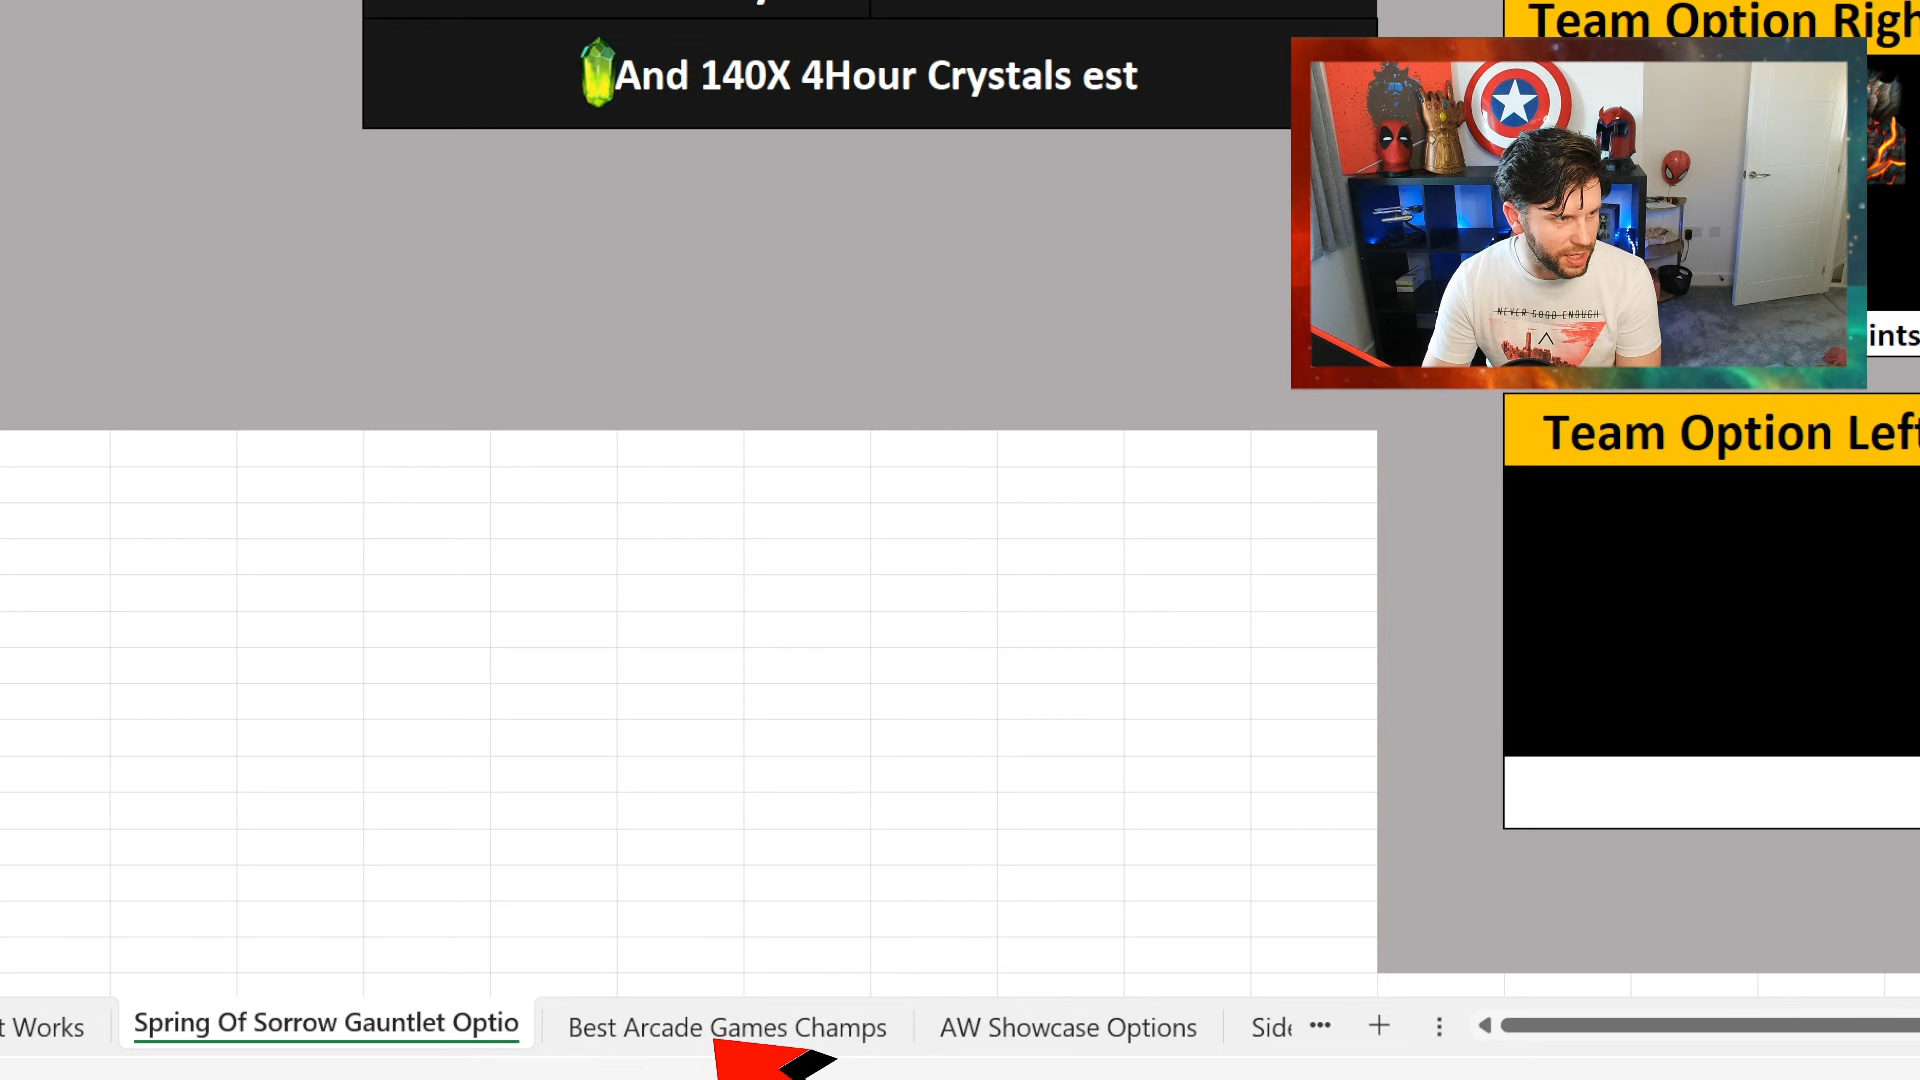 Team Option Righ
And 140X 4Hour Crystals est
NEVER GOOD ENOUGH
ints
Team Option Left
t Works
Spring Of Sorrow Gauntlet Optio
Best Arcade Games Champs
AW Showcase Options
Side